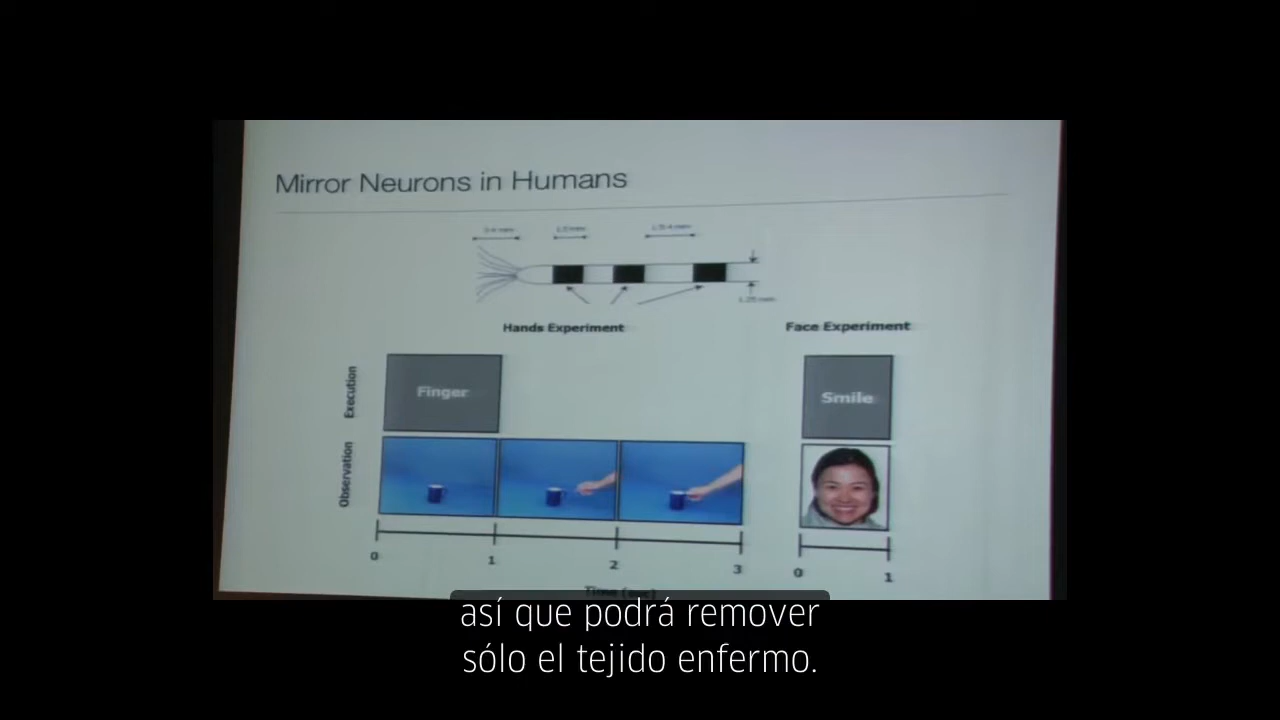 Mirror Neurons in Humans
Hands Experiment
Face Experiment
Execution
Finger
Smile
Observation
0
1
2
3
0
1
así que podrá remover
sólo el tejido enfermo.